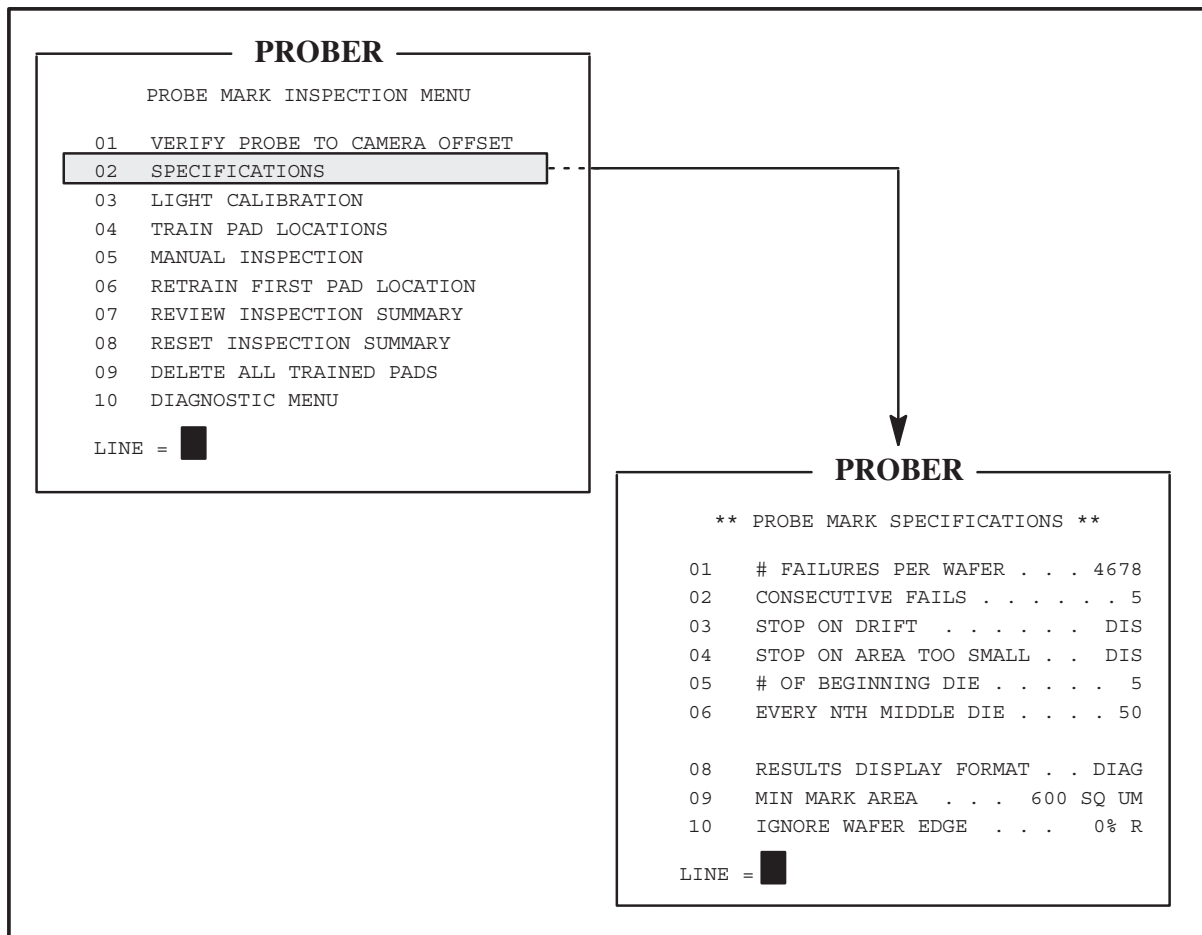 PROBER
PROBE MARK INSPECTION MENU
01 VERIFY PROBE TO CAMERA OFFSET
02 SPECIFICATIONS
03 LIGHT CALIBRATION
04 TRAIN PAD LOCATIONS
05 MANUAL INSPECTION
06 RETRAIN FIRST PAD LOCATION
07 REVIEW INSPECTION SUMMARY
08 RESET INSPECTION SUMMARY
09 DELETE ALL TRAINED PADS
10 DIAGNOSTIC MENU
LINE =
PROBER
** PROBE MARK SPECIFICATIONS **
01 # FAILURES PER WAFER . . . 4678
02 CONSECUTIVE FAILS . . . . . . 5
03 STOP ON DRIFT . . . . . . DIS
04 STOP ON AREA TOO SMALL . . DIS
05 # OF BEGINNING DIE . . . . . 5
06 EVERY NTH MIDDLE DIE . . . . 50
08 RESULTS DISPLAY FORMAT . . DIAG
09 MIN MARK AREA . . . 600 SQ UM
10 IGNORE WAFER EDGE . . . 0% R
LINE =